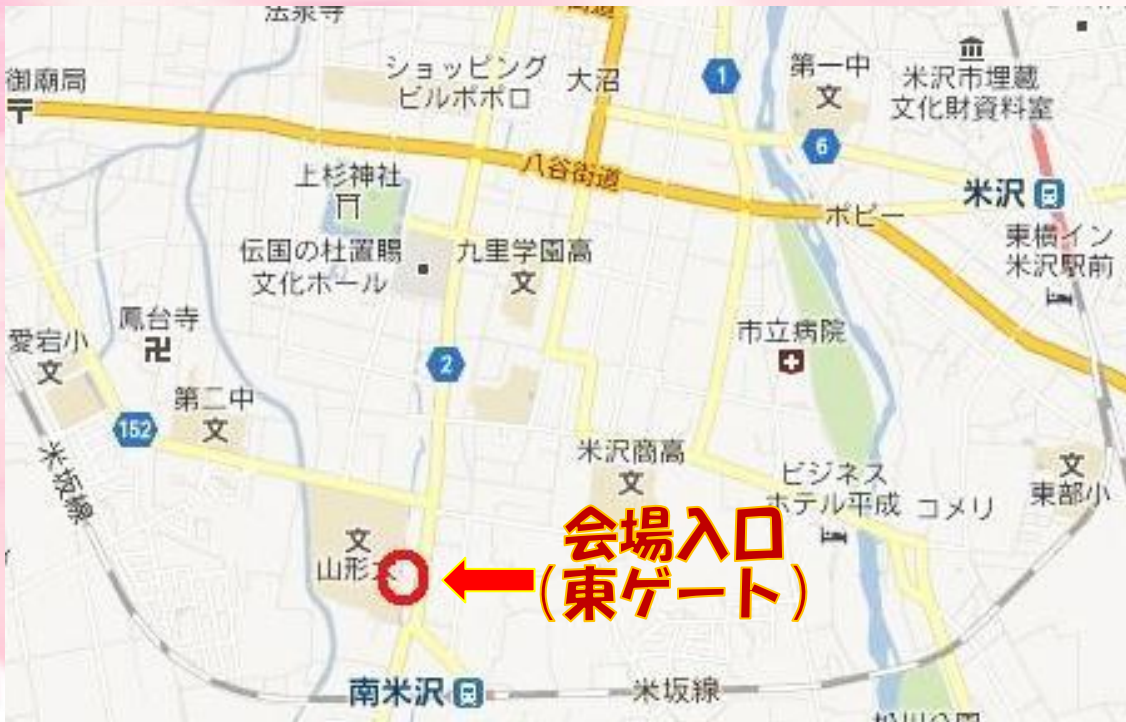 法泉寺
御廟局
ショッピング
ビルポポロ
大沼
1
第一中
文
米沢市埋蔵
文化財資料室
6
八谷街道
上杉神社
米沢
ポピー
東横イン
米沢駅前
伝国の杜置賜
文化ホール
九里学園高
文
鳳台寺
愛宕小
文
2
市立病院
第二中
文
152
米坂線
米沢商高
文
ビジネス
ホテル平成
コメリ
文
東部小
文
山形大
会場入口
(東ゲート)
南米沢
米坂線
松川公園